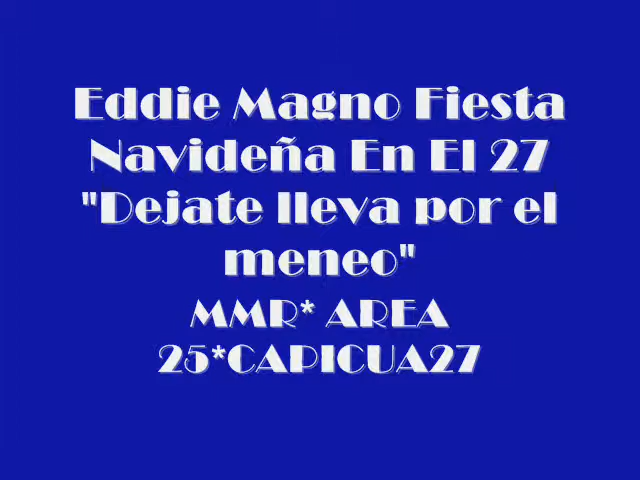 Eddie Magno Fiesta
Navideña En El 27
"Dejate lleva por el
meneo"
MMR* AREA
25*CAPICUA27